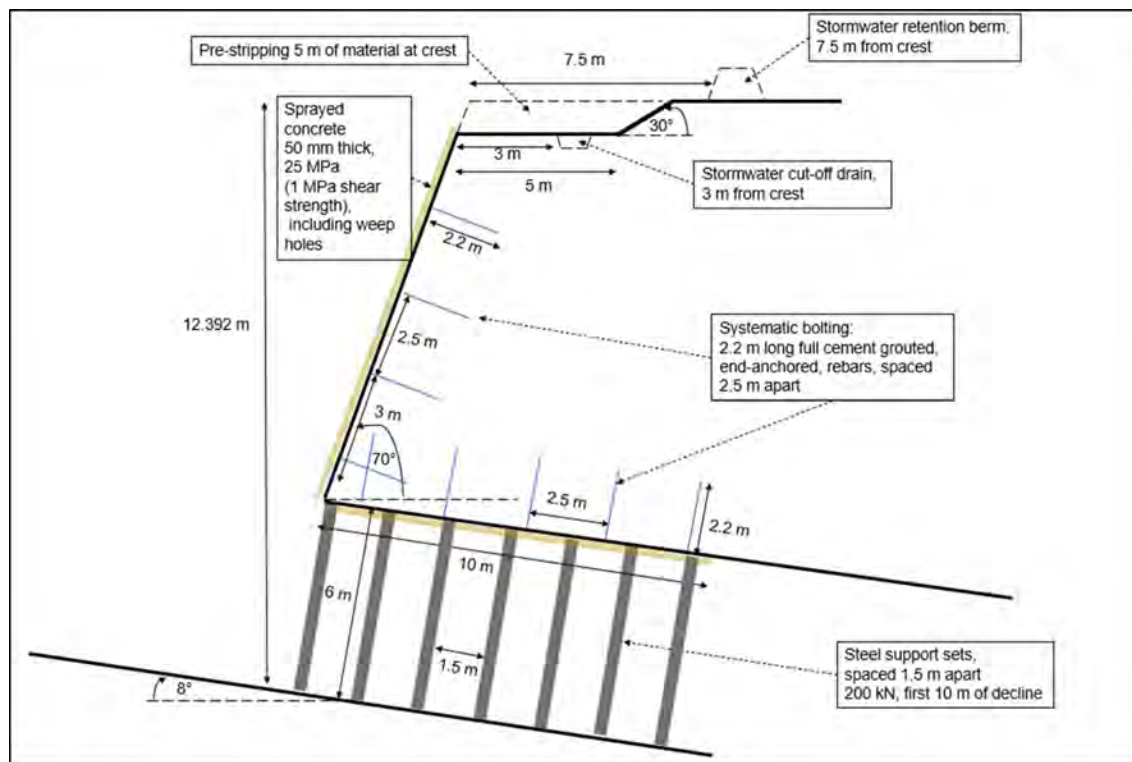 Pre-stripping 5 m of material at crest
Stormwater retention berm,
7.5 m from crest
7.5 m
Sprayed
concrete
50 mm thick,
25 MPa
(1 MPa shear
strength),
including weep
holes
30°
3 m
5 m
Stormwater cut-off drain,
3 m from crest
2.2 m
12.392 m
2.5 m
Systematic bolting:
2.2 m long full cement grouted,
end-anchored, rebars, spaced
2.5 m apart
3 m
70°
2.5 m
2.2 m
10 m
6 m
1.5 m
Steel support sets,
spaced 1.5 m apart
200 kN, first 10 m of decline
8°